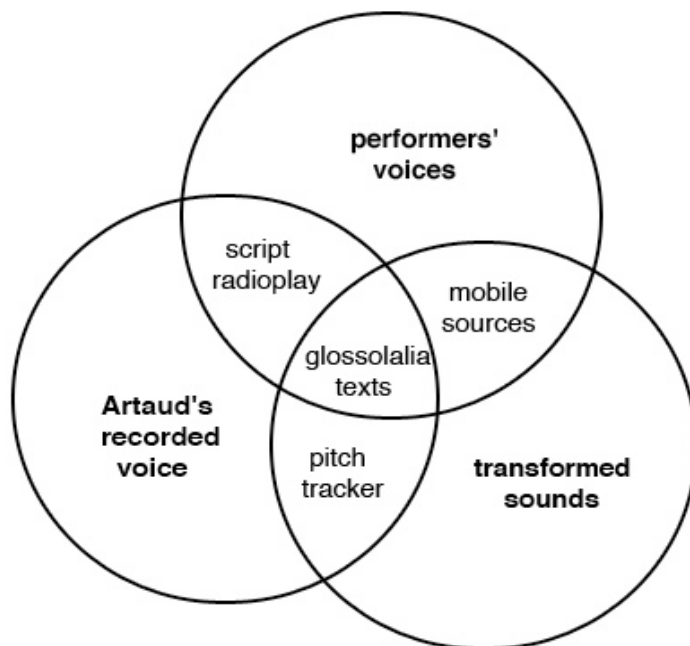 performers'
voices
script
radioplay
mobile
sources
glossolalia
texts
Artaud's
recorded
voice
pitch
tracker
transformed
sounds